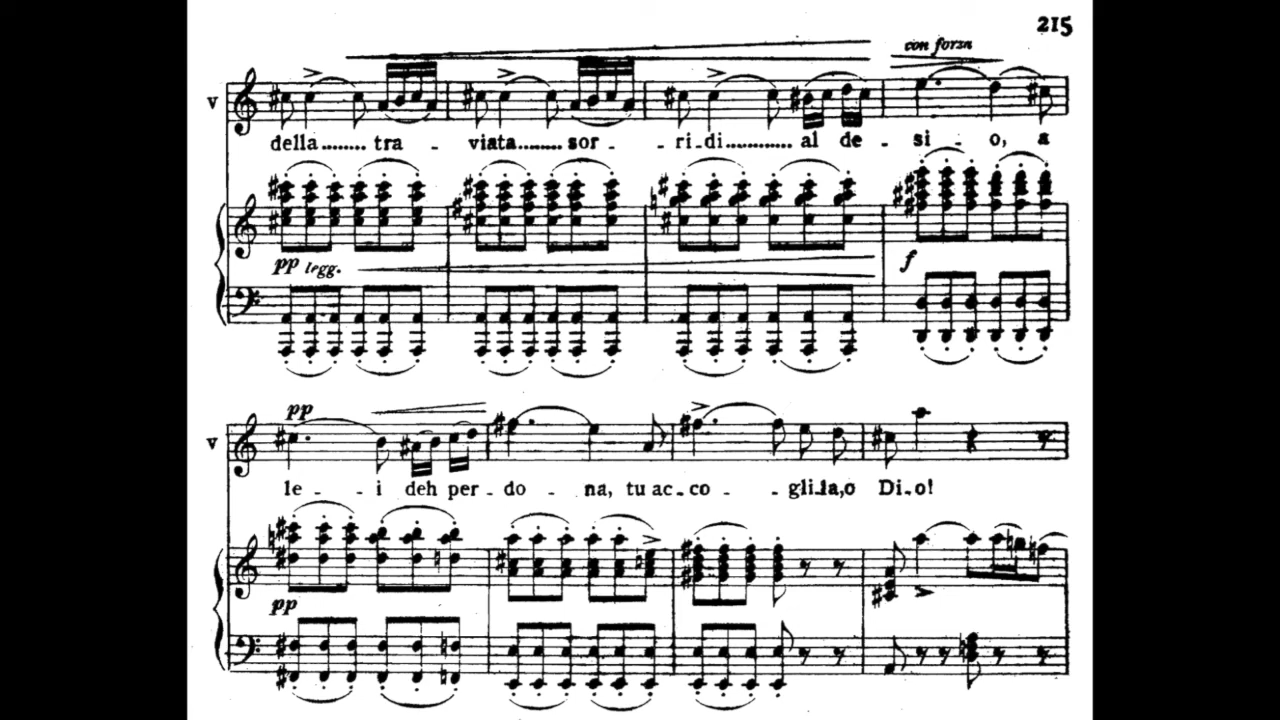 215
con forza
V
della........ tra - viata........ sor - - ri.di............ al de - si - o, a
pp legg.
f
pp
V
le - - i deh per - do - na, tu ac - co - - gli.la, o Di.o!
pp